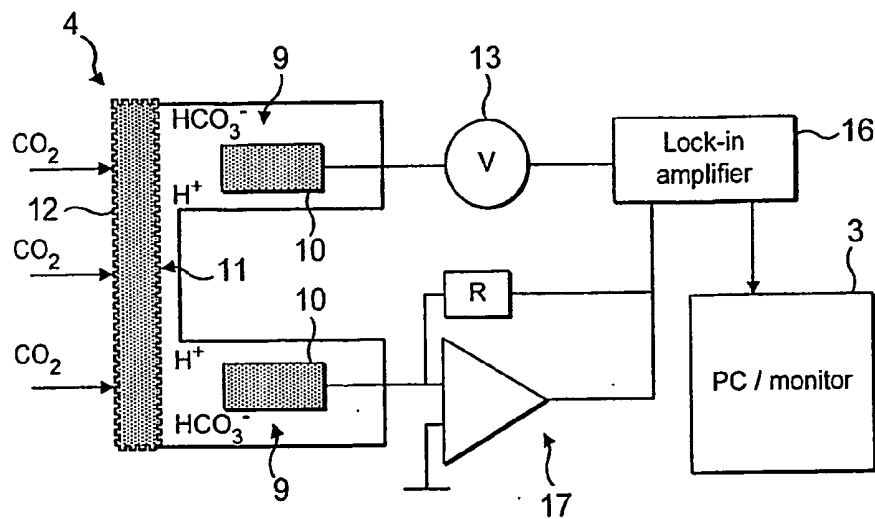 4
9
13
HCO3-
Lock-in
amplifier
16
CO2
V
12
H+
10
CO2
11
3
10
R
H+
CO2
PC / monitor
HCO3-
9
17